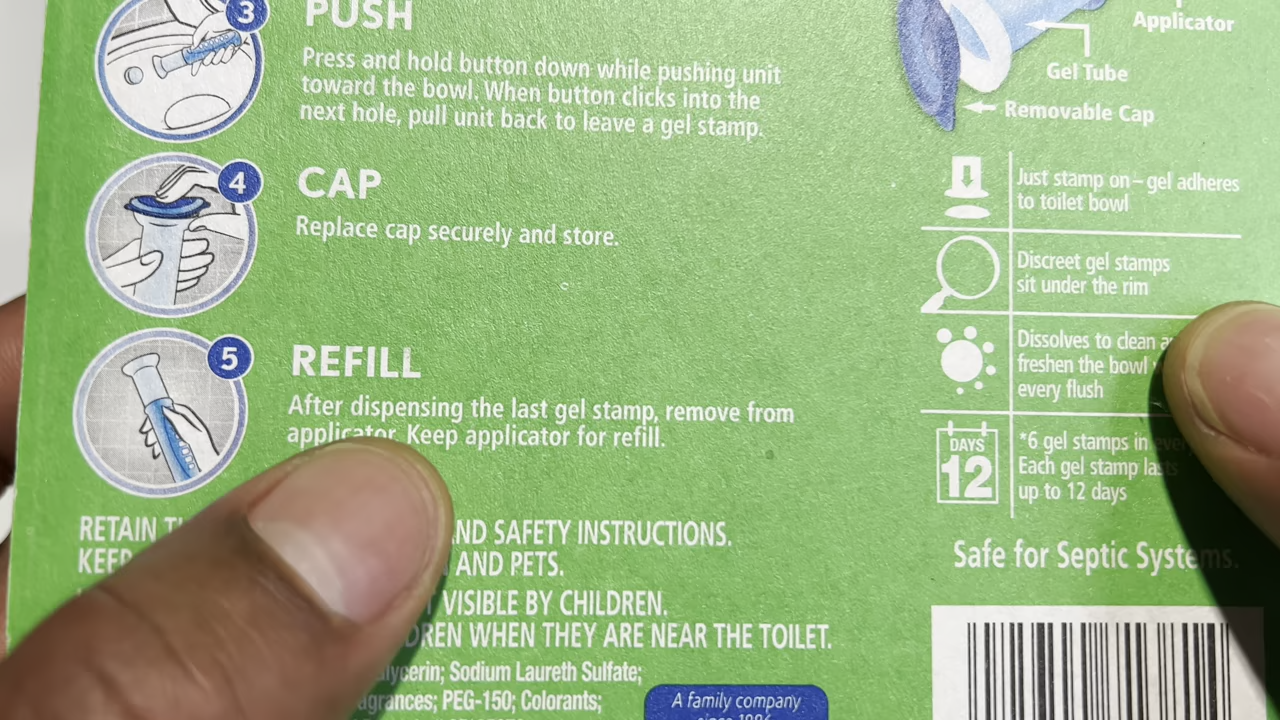 3
PUSH
Press and hold button down while pushing unit
toward the bowl. When button clicks into the
next hole, pull unit back to leave a gel stamp.
4
CAP
Replace cap securely and store.
5
REFILL
After dispensing the last gel stamp, remove from
applicator. Keep applicator for refill.
RETAIN AND SAFETY INSTRUCTIONS.
KEEP AND PETS.
VISIBLE BY CHILDREN.
WHEN THEY ARE NEAR THE TOILET.
Sodium Laureth Sulfate;
PEG-150; Colorants;
A family company
since
Applicator
Gel Tube
Removable Cap
Just stamp on – gel adheres
to toilet bowl
Discreet gel stamps
sit under the rim
Dissolves to clean
freshen the bowl
every flush
DAYS
12
*6 gel stamps in every
Each gel stamp lasts
up to 12 days
Safe for Septic Systems.